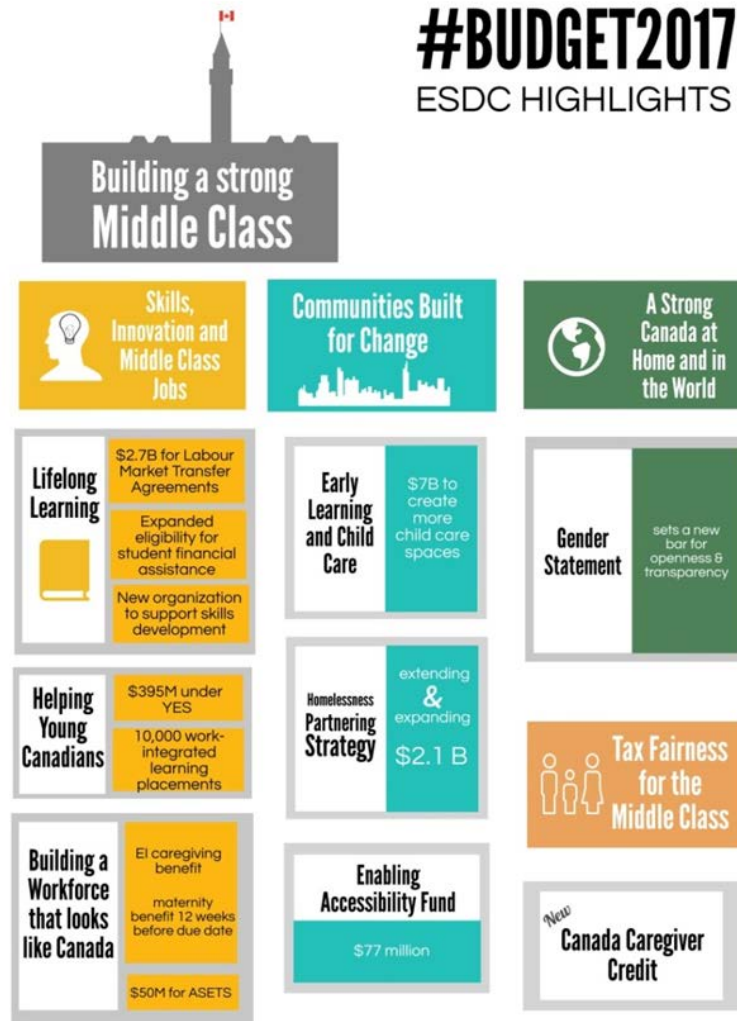 #BUDGET2017
ESDC HIGHLIGHTS
Building a strong
Middle Class
Skills,
Innovation and
Middle Class
Jobs
Lifelong
Learning
$2.7B for Labour
Market Transfer
Agreements
Expanded
eligibility for
student financial
assistance
New organization
to support skills
development
Helping
Young
Canadians
$395M under
YES
10,000 work-
integrated
learning
placements
Building a
Workforce
that looks
like Canada
EI caregiving
benefit
maternity
benefit 12 weeks
before due date
$50M for ASETS
Communities Built
for Change
Early
Learning
and Child
Care
$7B to
create
more
child care
spaces
Homelessness
Partnering
Strategy
extending
&
expanding
$2.1 B
Enabling
Accessibility Fund
$77 million
A Strong
Canada at
Home and in
the World
Gender
Statement
sets a new
bar for
openness &
transparency
Tax Fairness
for the
Middle Class
New
Canada Caregiver
Credit